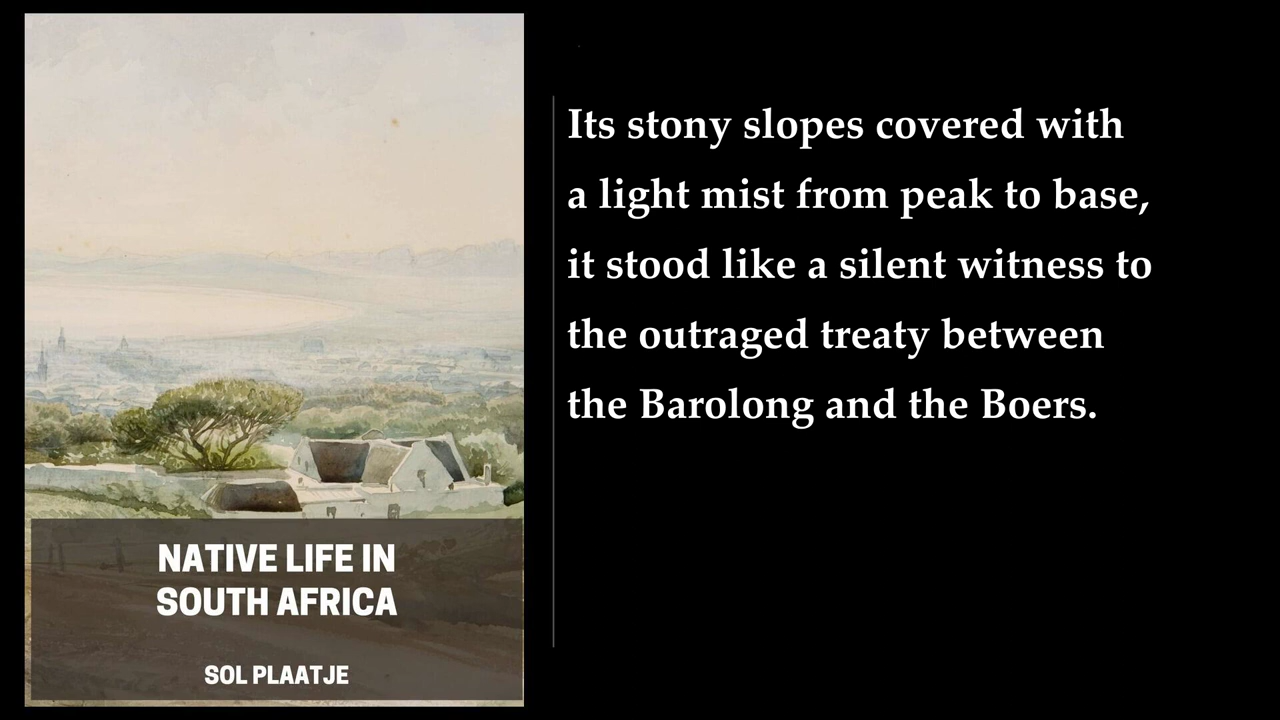 Its stony slopes covered with
a light mist from peak to base,
it stood like a silent witness to
the outraged treaty between
the Barolong and the Boers.
NATIVE LIFE IN
SOUTH AFRICA
SOL PLAATJE